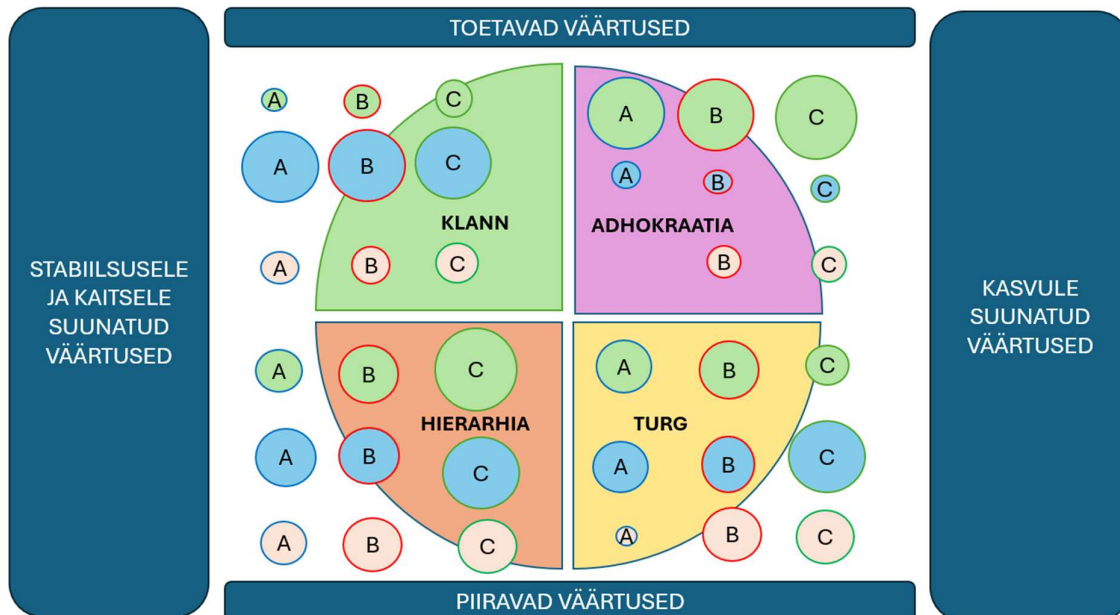 TOETAVAD VÄÄRTUSED
STABIILSUSELE
JA KAITSELE
SUUNATUD
VÄÄRTUSED
A B C
A B C
KLANN
A B C
A B C
A B C
ADHOKRAATIA
B C
A B C
HIERARHIA
A B C
A B C
A B C
TURG
A B C
A B C
KASVULE
SUUNATUD
VÄÄRTUSED
PIIRAVAD VÄÄRTUSED